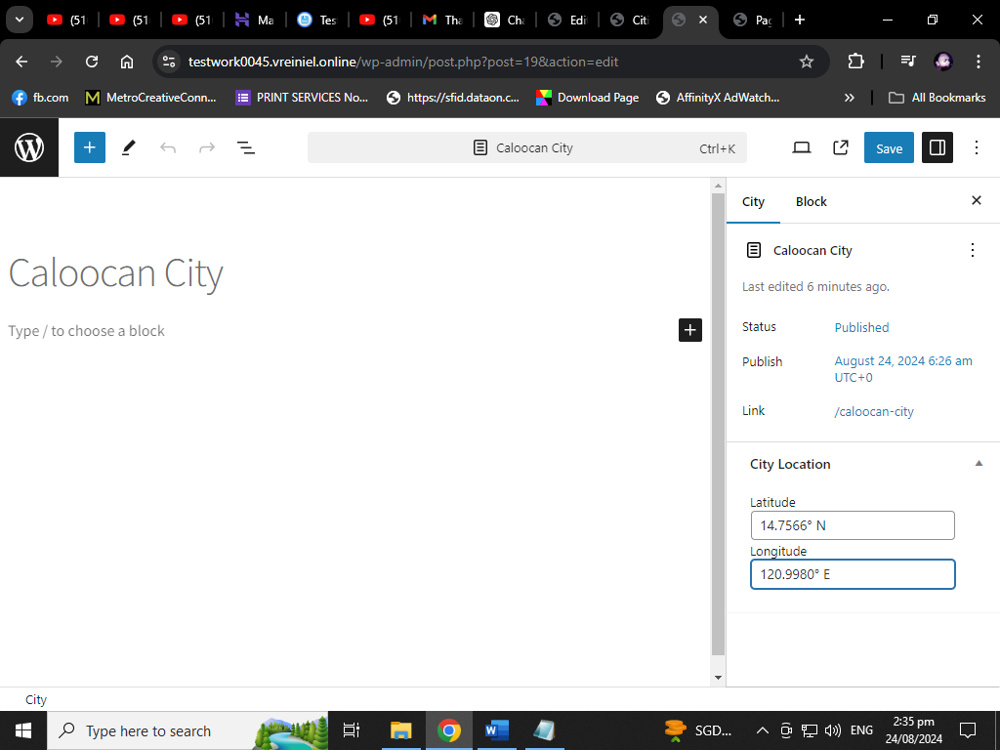 (51
(51
(51
Ma
Tes
(51
Tha
Cha
Edi
Citi
Pag
testwork0045.vreiniel.online/wp-admin/post.php?post=19&action=edit
fb.com
MetroCreativeConn...
PRINT SERVICES No...
https://sfid.dataon.c...
Download Page
AffinityX AdWatch...
All Bookmarks
Caloocan City
Ctrl+K
Save
Caloocan City
Type / to choose a block
City
Block
Caloocan City
Last edited 6 minutes ago.
Status
Published
Publish
August 24, 2024 6:26 am
UTC+0
Link
/caloocan-city
City Location
Latitude
14.7566° N
Longitude
120.9980° E
City
Type here to search
SGD...
ENG
2:35 pm
24/08/2024